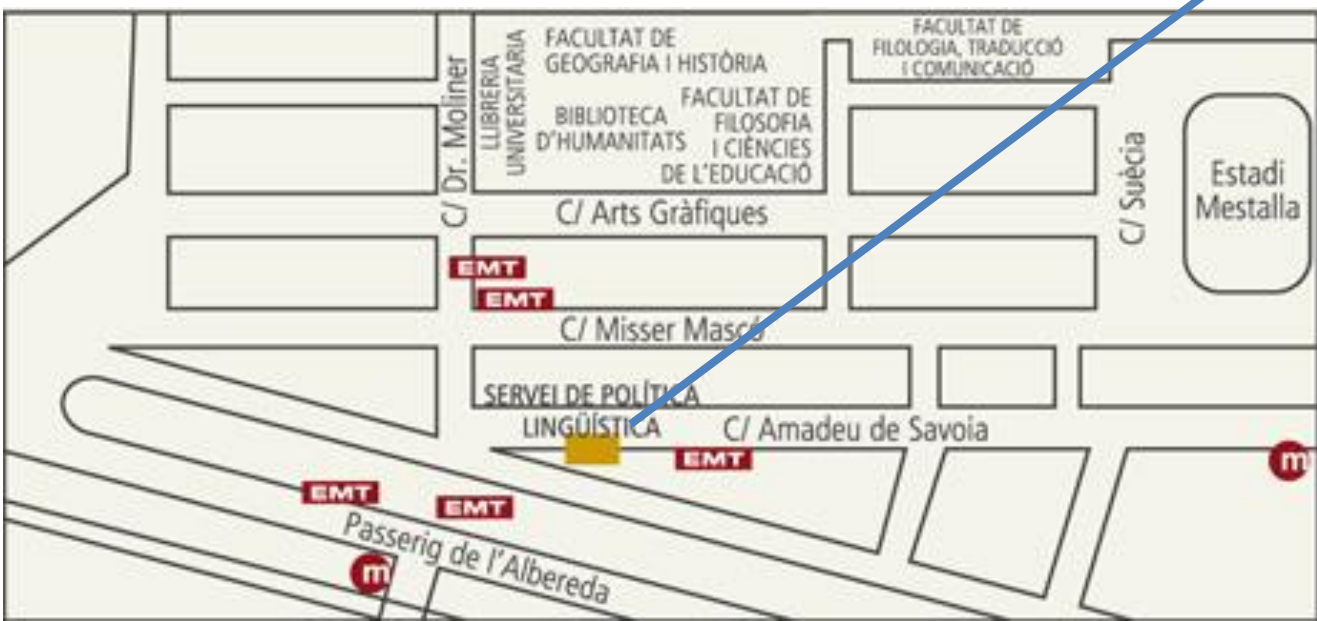 FACULTAT DE
GEOGRAFIA I HISTÒRIA
LLIBRERIA
UNIVERSITARIA
BIBLIOTECA
D'HUMANITATS
FACULTAT DE
FILOSOFIA
I CIÈNCIES
DE L'EDUCACIÓ
FACULTAT DE
FILOLOGIA, TRADUCCIÓ
I COMUNICACIÓ
C/ Dr. Moliner
C/ Suècia
Estadi
Mestalla
C/ Arts Gràfiques
EMT
EMT
C/ Misser Mascó
SERVEI DE POLÍTICA
LINGÜÍSTICA
C/ Amadeu de Savoia
EMT
m
EMT
EMT
Passerig de l'Albereda
m